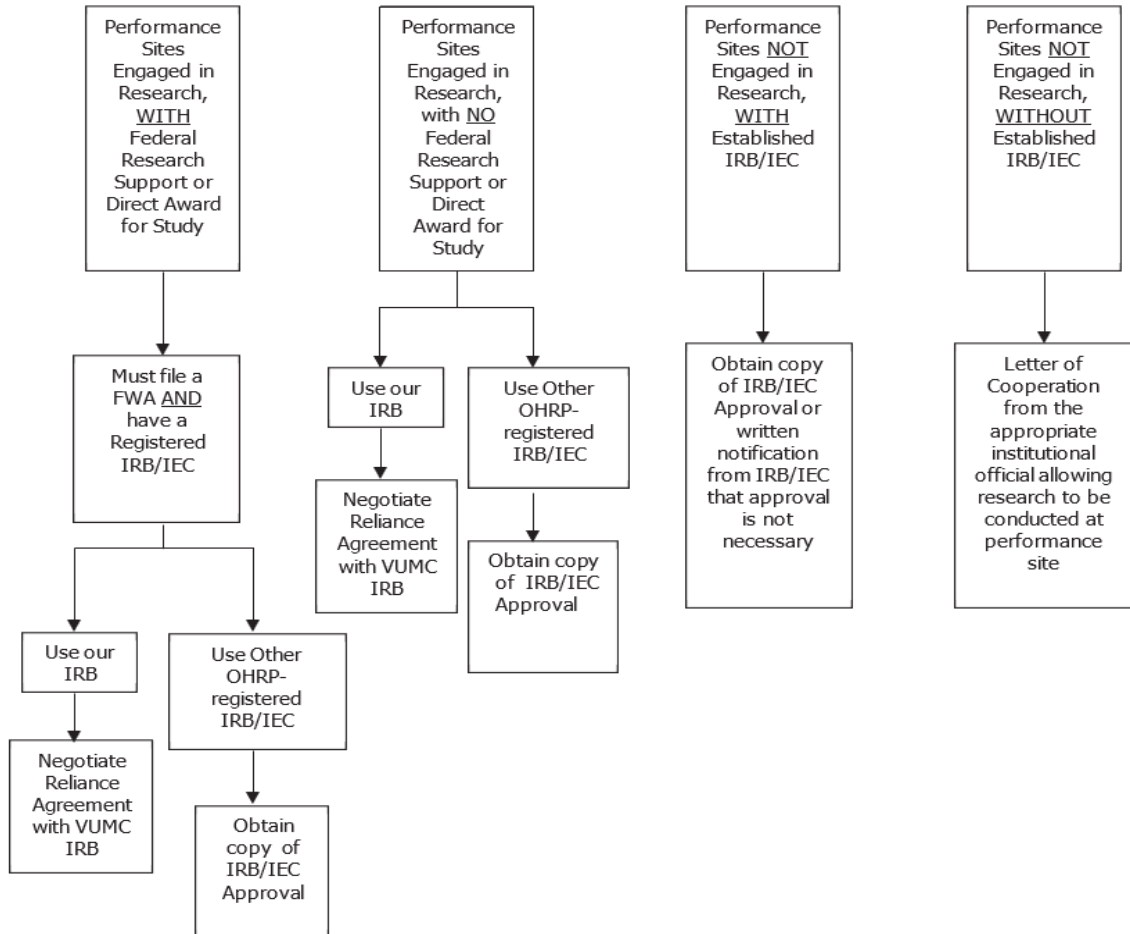 Performance
Sites
Engaged in
Research,
WITH
Federal
Research
Support or
Direct Award
for Study
Performance
Sites
Engaged in
Research,
with NO
Federal
Research
Support or
Direct
Award for
Study
Performance
Sites NOT
Engaged in
Research,
WITH
Established
IRB/IEC
Performance
Sites NOT
Engaged in
Research,
WITHOUT
Established
IRB/IEC
Must file a
FWA AND
have a
Registered
IRB/IEC
Use our
IRB
Use Other
OHRP-
registered
IRB/IEC
Obtain copy
of IRB/IEC
Approval or
written
notification
from IRB/IEC
that approval
is not
necessary
Letter of
Cooperation
from the
appropriate
institutional
official allowing
research to be
conducted at
performance
site
Negotiate
Reliance
Agreement
with VUMC
IRB
Obtain copy
of IRB/IEC
Approval
Use our
IRB
Use Other
OHRP-
registered
IRB/IEC
Negotiate
Reliance
Agreement
with VUMC
IRB
Obtain
copy of
IRB/IEC
Approval